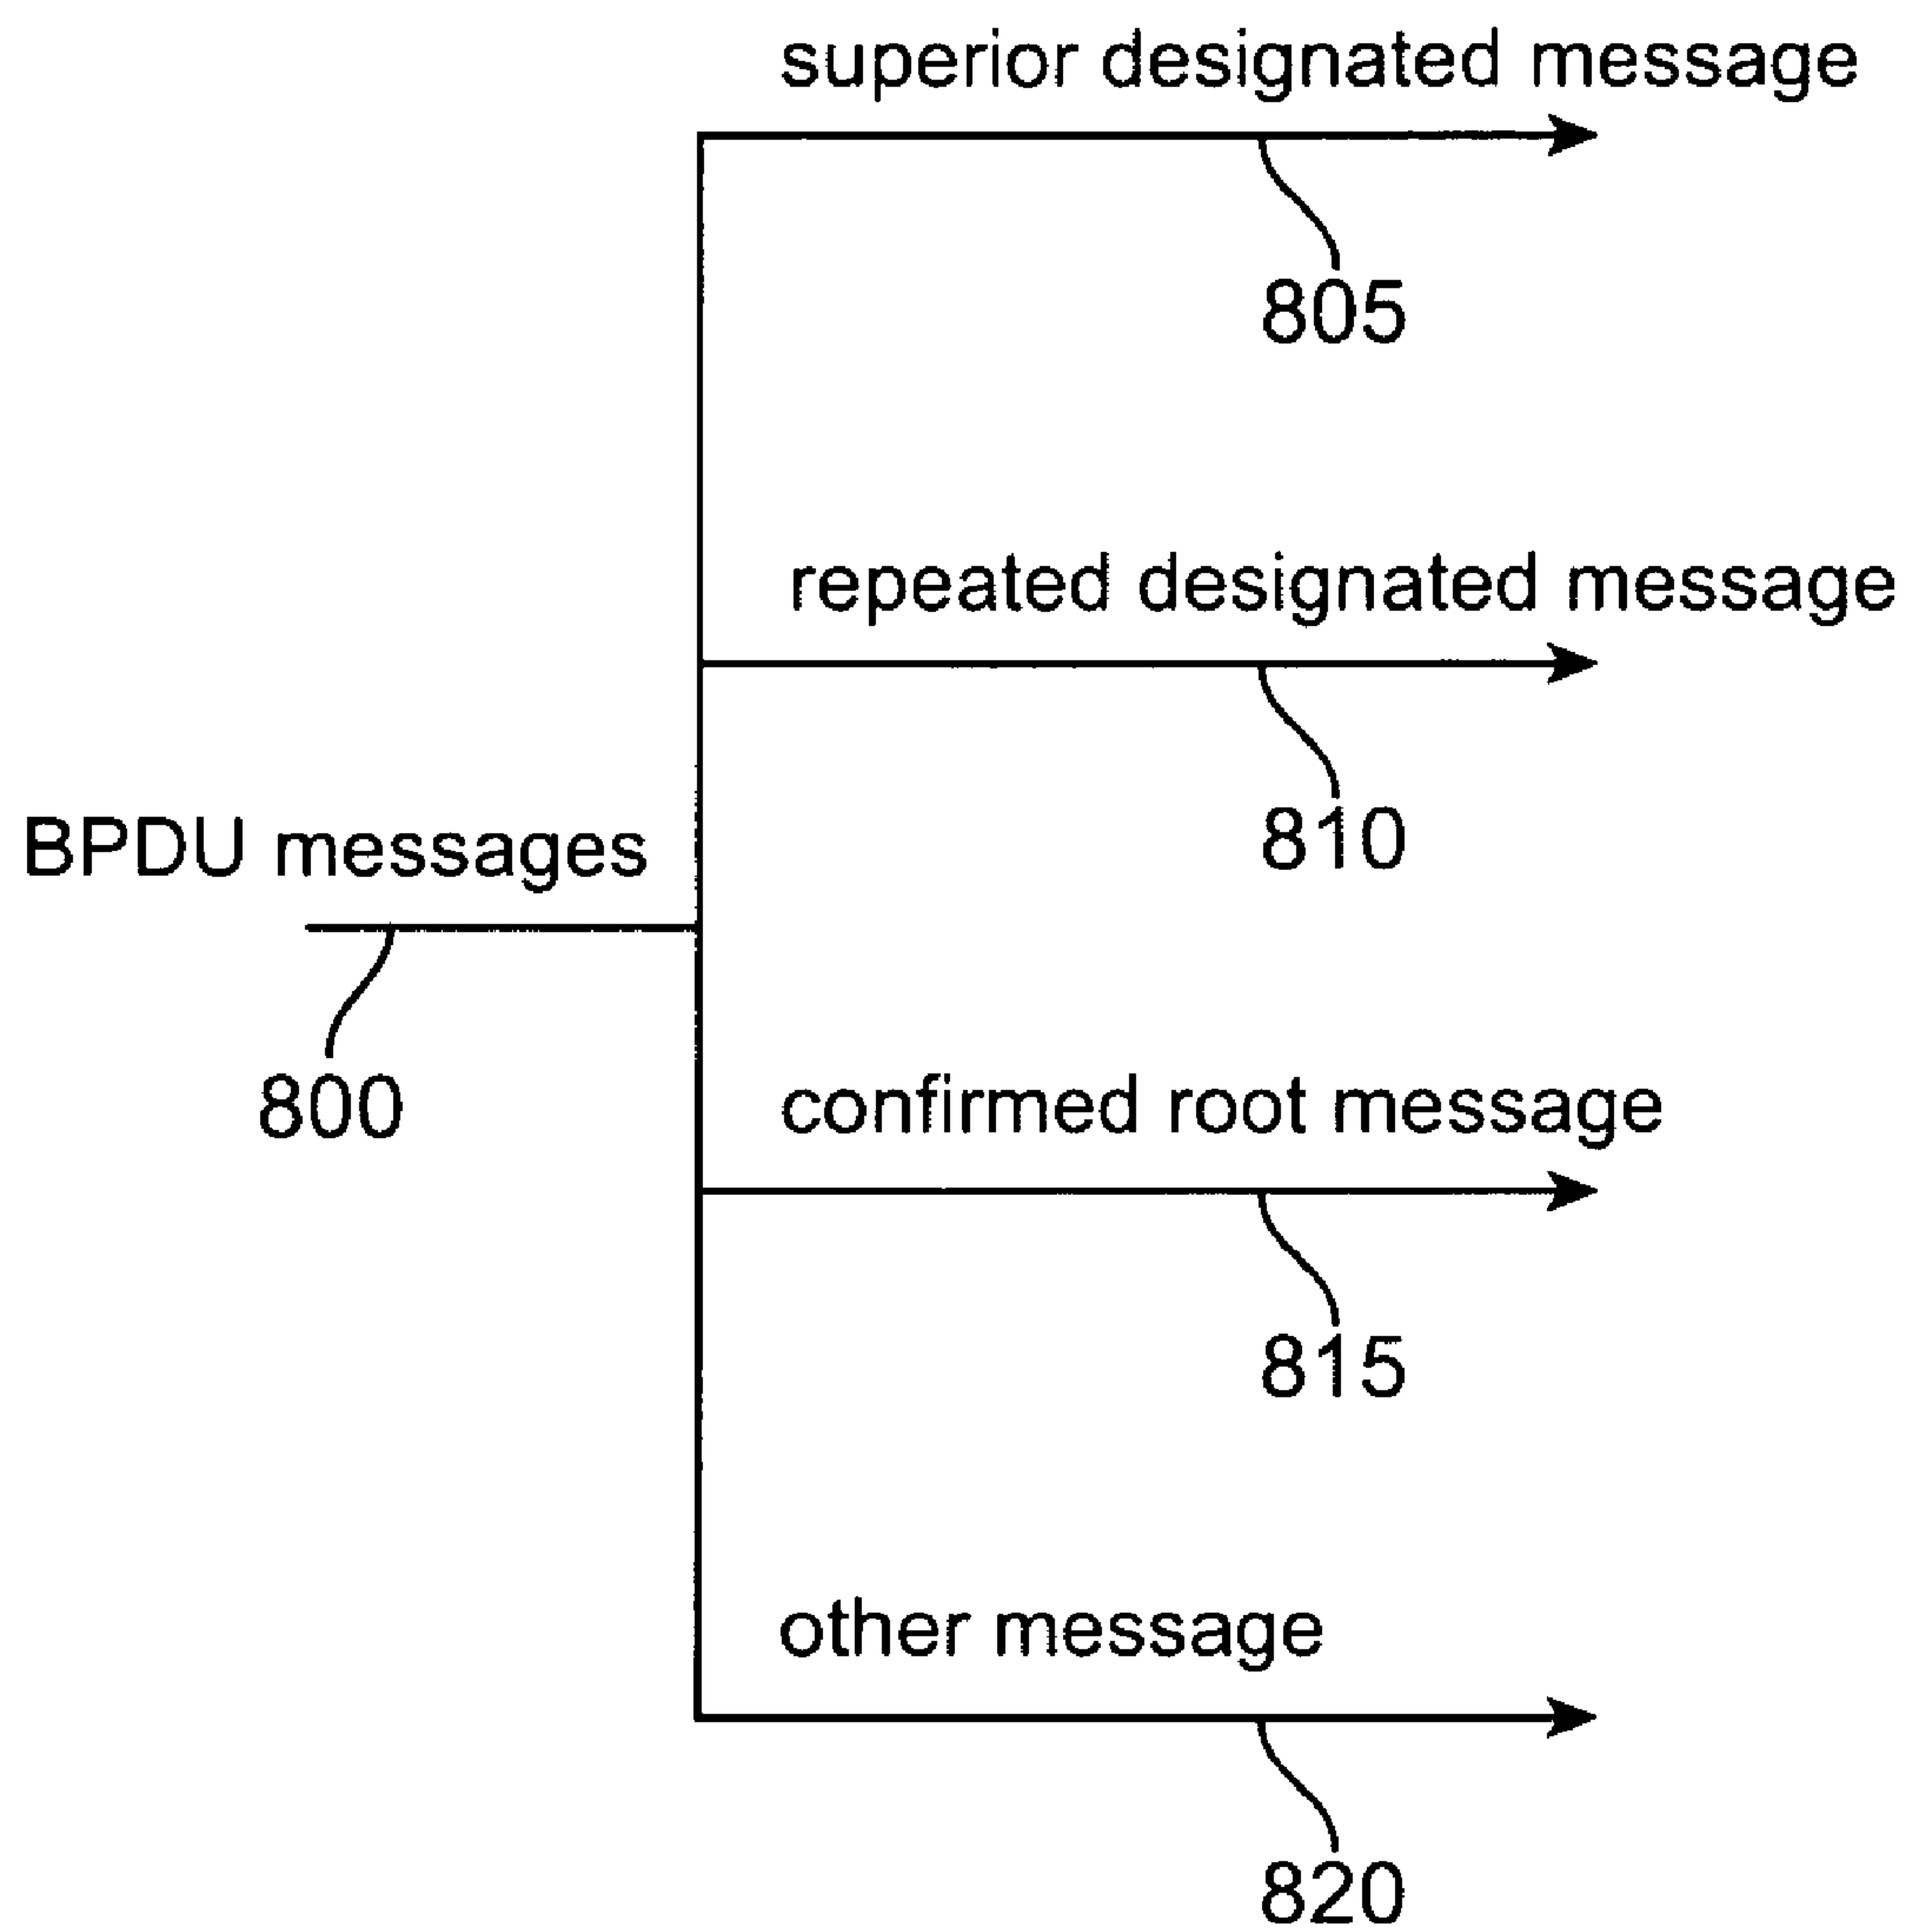 superior designated message
805
repeated designated message
810
BPDU messages
800
confirmed root message
815
other message
820